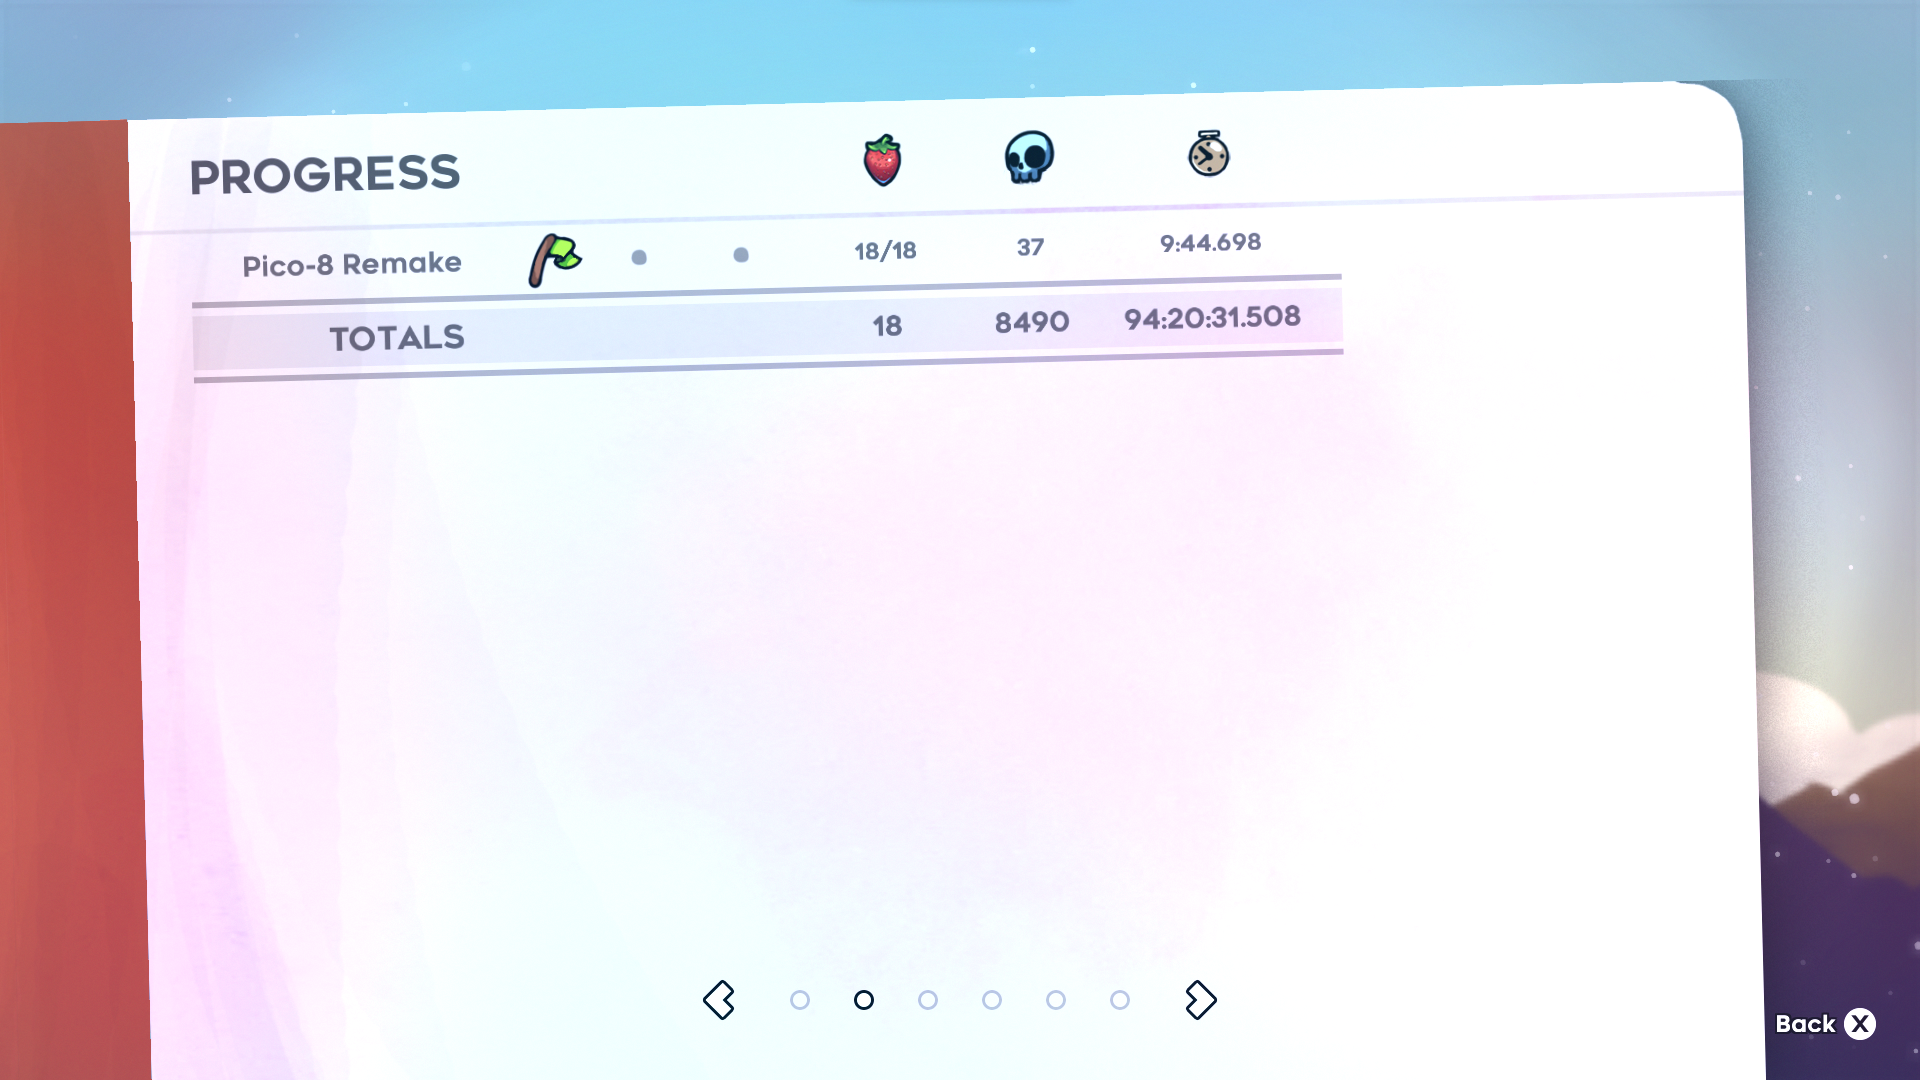 PROGRESS
Pico-8 Remake 18/18 37 9:44.698
TOTALS 18 8490 94:20:31.508
Back X